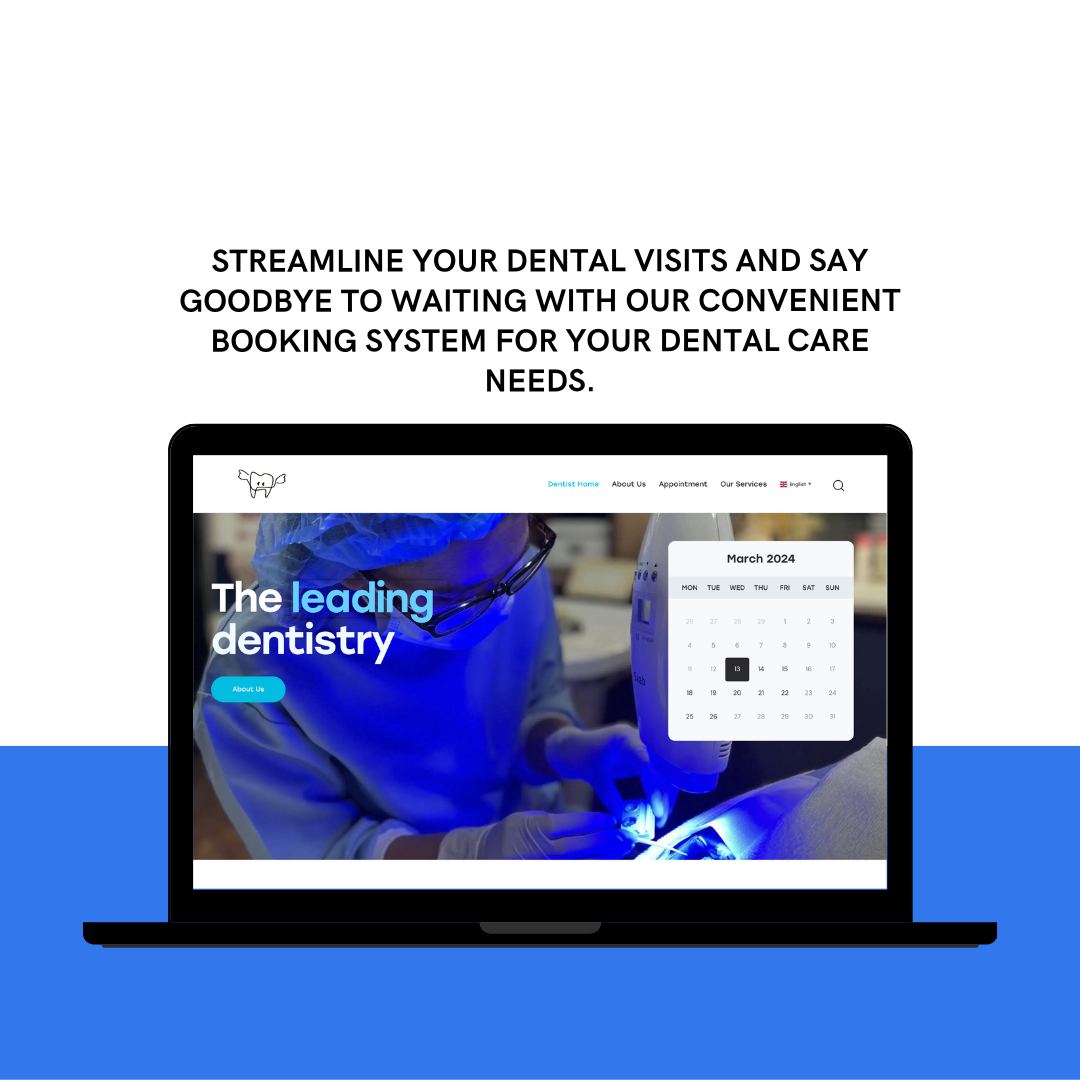 STREAMLINE YOUR DENTAL VISITS AND SAY
GOODBYE TO WAITING WITH OUR CONVENIENT
BOOKING SYSTEM FOR YOUR DENTAL CARE
NEEDS.
Dentist Home About Us Appointment Our Services English
The leading
dentistry
About Us
March 2024
MON TUE WED THU FRI SAT SUN
26 27 28 29 1 2 3
4 5 6 7 8 9 10
11 12 13 14 15 16 17
18 19 20 21 22 23 24
25 26 27 28 29 30 31